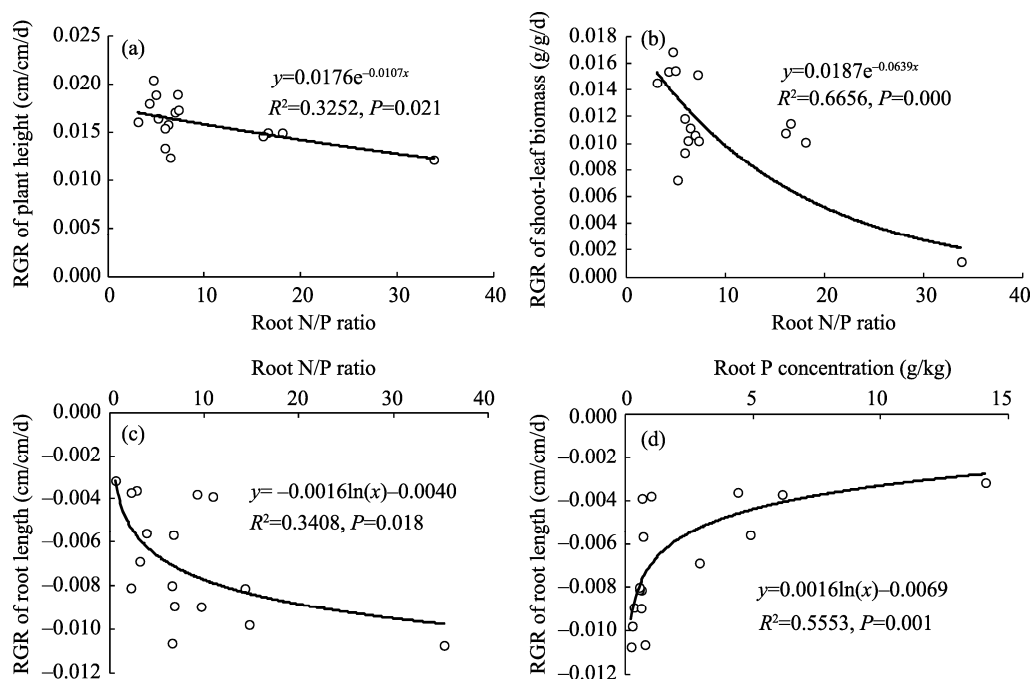 (a)
RGR of plant height (cm/cm/d)
0.025
0.020
0.015
0.010
0.005
0.000
y=0.0176e–0.0107x
R2=0.3252, P=0.021
0 10 20 30 40
Root N/P ratio
(b)
RGR of shoot-leaf biomass (g/g/d)
0.018
0.016
0.014
0.012
0.010
0.008
0.006
0.004
0.002
0.000
y=0.0187e–0.0639x
R2=0.6656, P=0.000
0 10 20 30 40
Root N/P ratio
Root N/P ratio
0 10 20 30 40
(c)
RGR of root length (cm/cm/d)
0.000
–0.002
–0.004
–0.006
–0.008
–0.010
–0.012
y= –0.0016ln(x)–0.0040
R2=0.3408, P=0.018
Root P concentration (g/kg)
0 5 10 15
(d)
RGR of root length (cm/cm/d)
0.000
–0.002
–0.004
–0.006
–0.008
–0.010
–0.012
y=0.0016ln(x)–0.0069
R2=0.5553, P=0.001